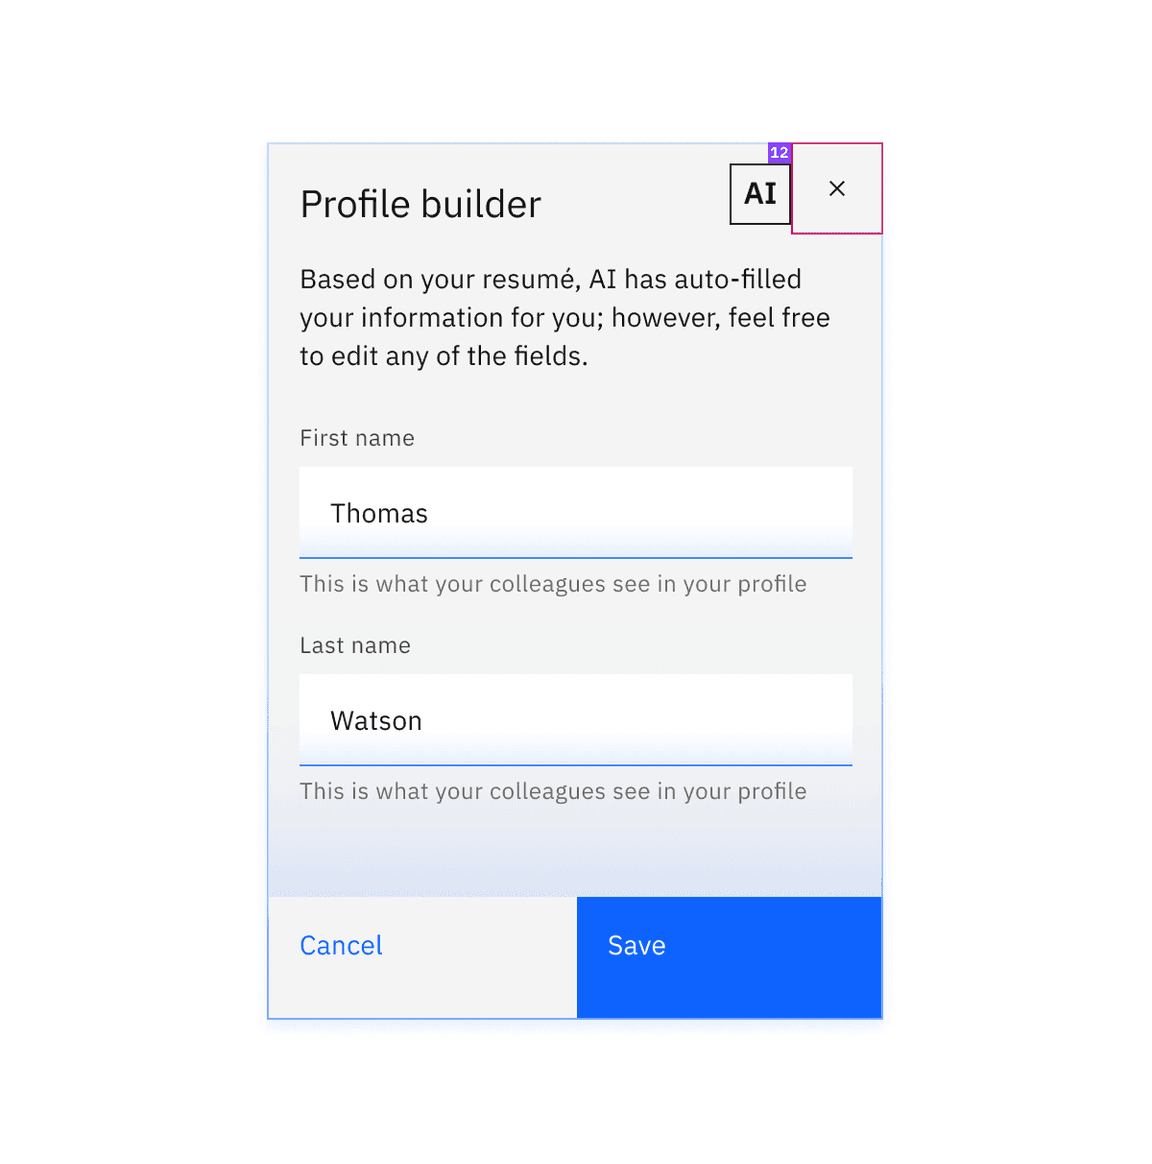 12
Profile builder
AI
Based on your resumé, AI has auto-filled
your information for you; however, feel free
to edit any of the fields.
First name
Thomas
This is what your colleagues see in your profile
Last name
Watson
This is what your colleagues see in your profile
Cancel
Save